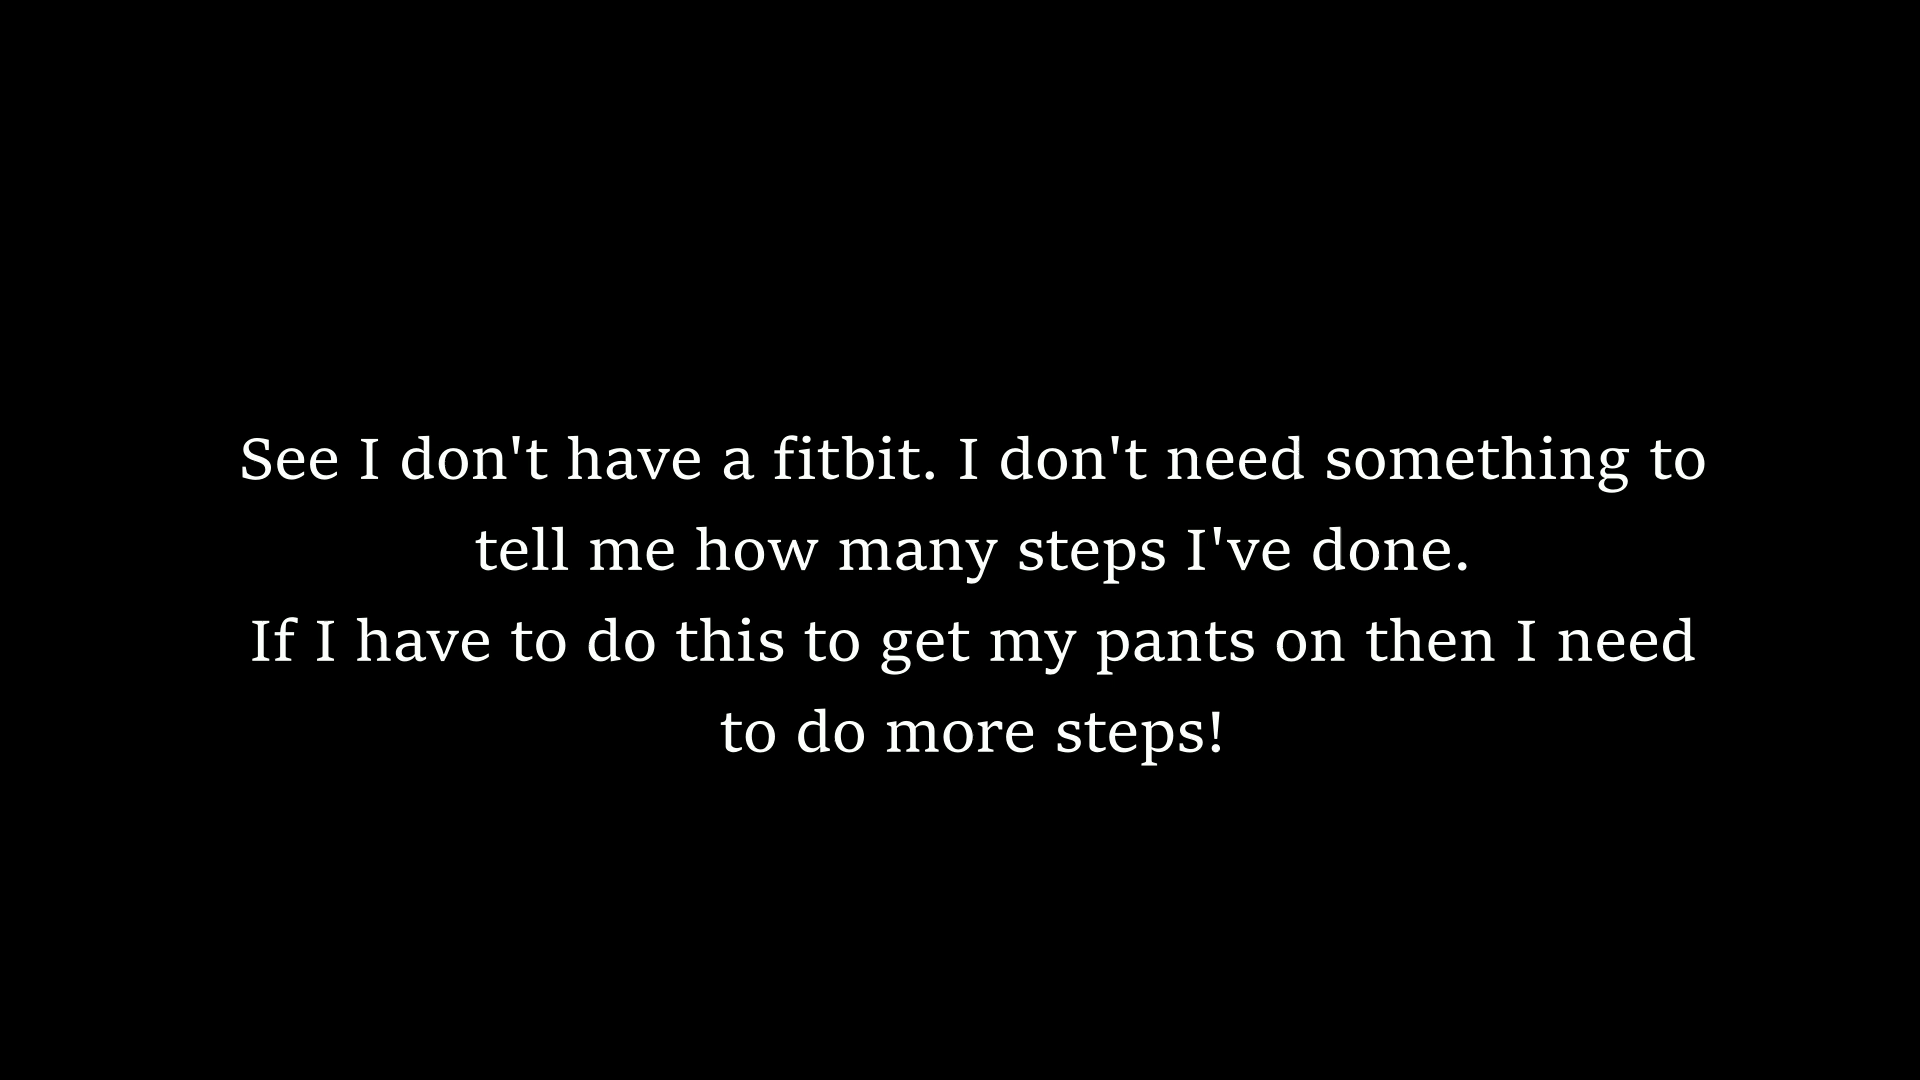 See I don't have a fitbit. I don't need something to
tell me how many steps I've done.
If I have to do this to get my pants on then I need
to do more steps!